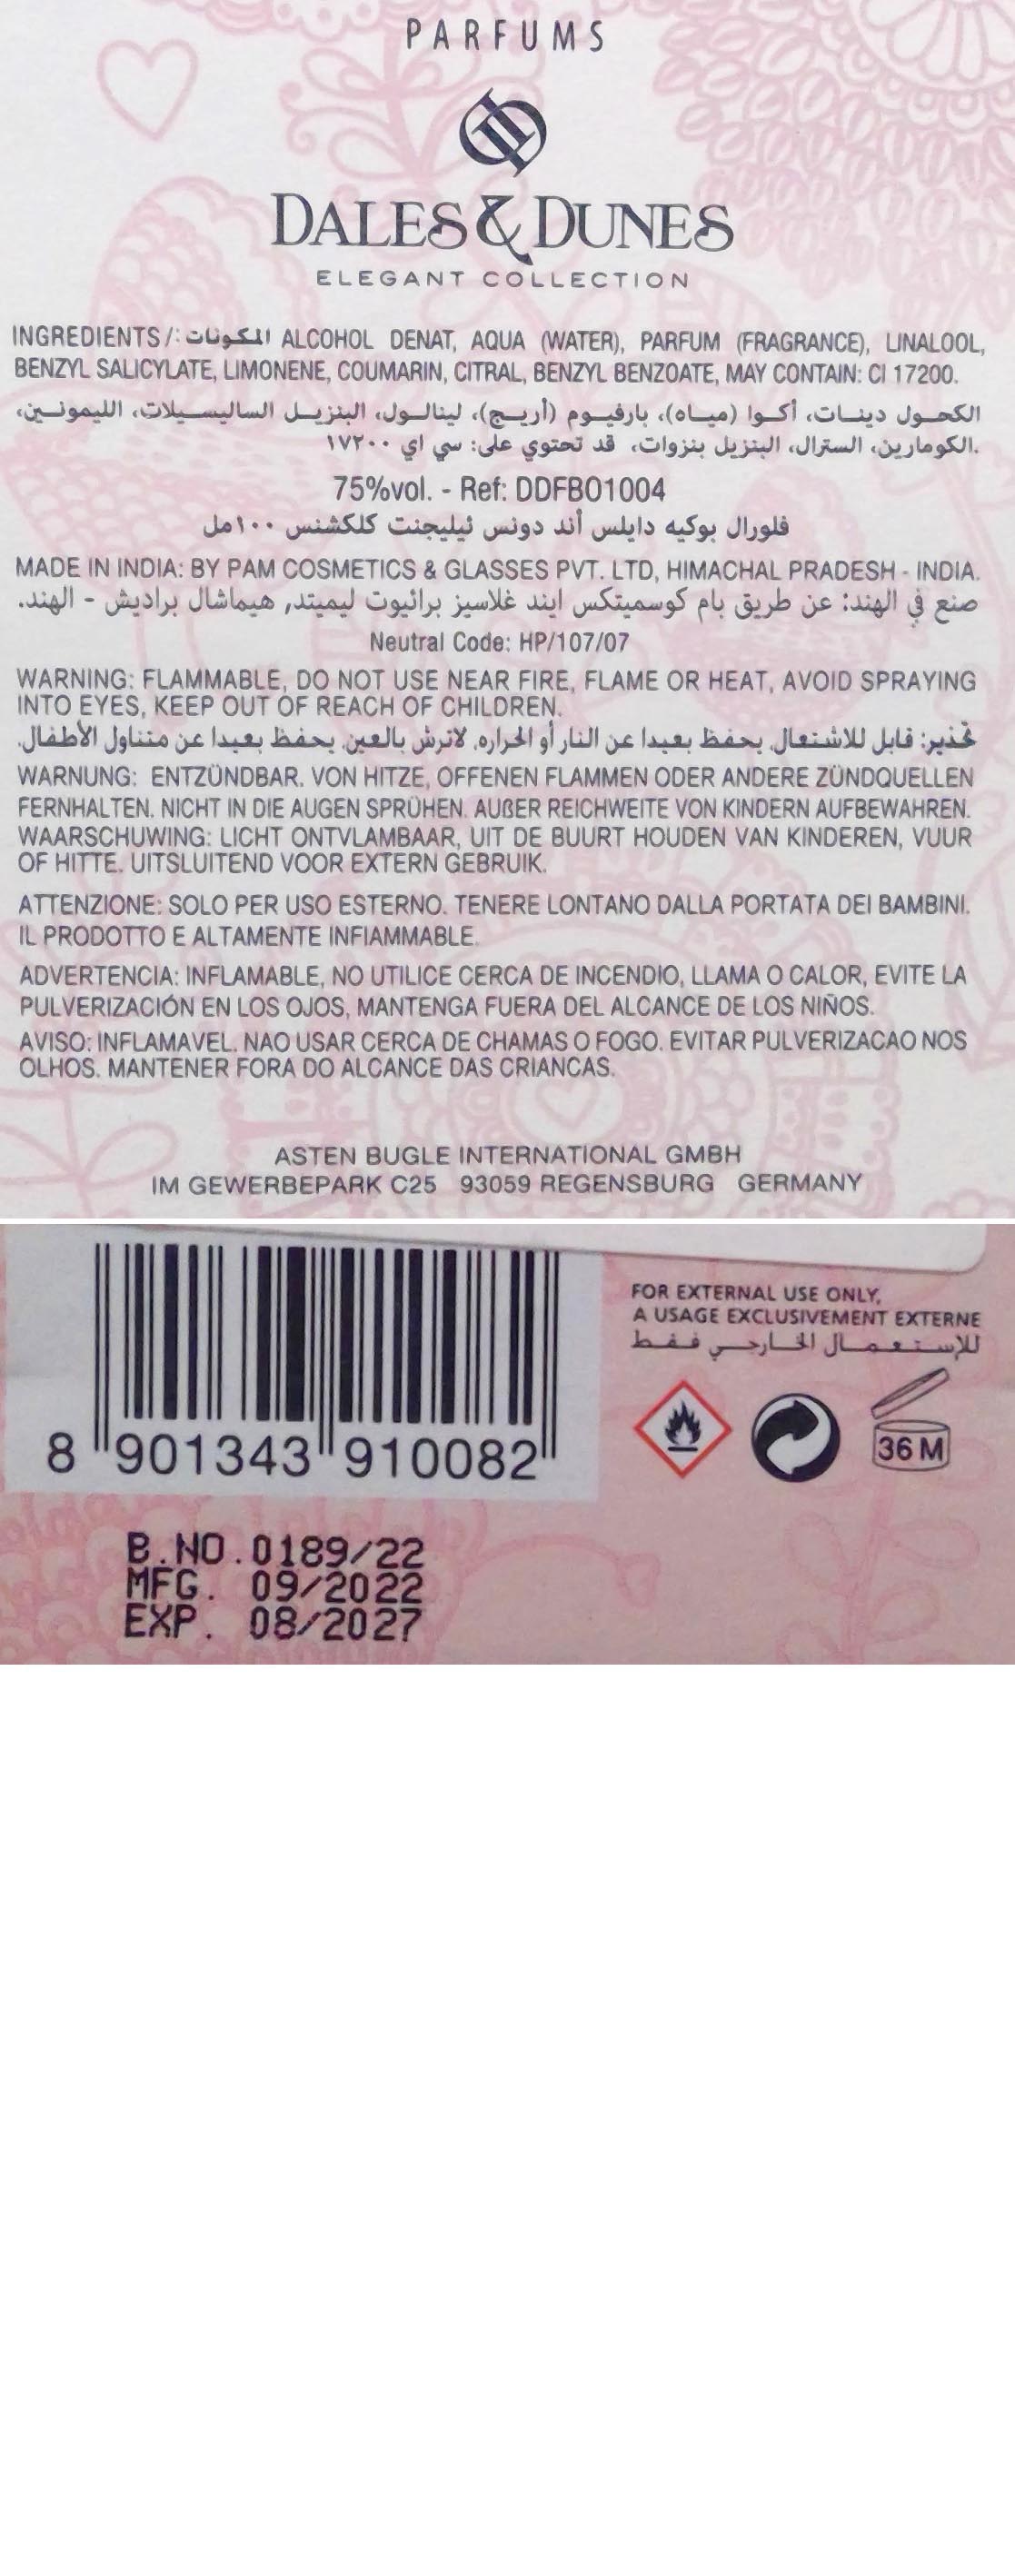 PARFUMS
DALES & DUNES
ELEGANT COLLECTION
INGREDIENTS/: المكونات ALCOHOL DENAT, AQUA (WATER), PARFUM (FRAGRANCE), LINALOOL,
BENZYL SALICYLATE, LIMONENE, COUMARIN, CITRAL, BENZYL BENZOATE, MAY CONTAIN: CI 17200.
الكحول دينات، أكوا (مياه)، بارفيوم (أريج)، لينالول، البنزيل الساليسيلات، الليمونين،
الكومارين، السترال، البنزيل بنزوات، قد تحتوي على: سي اي ١٧٢٠٠.
75%vol. - Ref: DDFBO1004
فلورال بوكيه دايلس أند دونس ئيليجنت كلكشنس ١٠٠مل
MADE IN INDIA: BY PAM COSMETICS & GLASSES PVT. LTD, HIMACHAL PRADESH - INDIA.
صنع في الهند: عن طريق بام كوسميتكس ايند غلاسيز برائيوت ليميتد, هيماشال براديش - الهند.
Neutral Code: HP/107/07
WARNING: FLAMMABLE, DO NOT USE NEAR FIRE, FLAME OR HEAT, AVOID SPRAYING
INTO EYES, KEEP OUT OF REACH OF CHILDREN.
تحذير: قابل للاشتعال. يحفظ بعيدا عن النار أو الحراره. لاترش بالعين. يحفظ بعيدا عن متناول الأطفال.
WARNUNG: ENTZÜNDBAR. VON HITZE, OFFENEN FLAMMEN ODER ANDERE ZÜNDQUELLEN
FERNHALTEN. NICHT IN DIE AUGEN SPRÜHEN. AUßER REICHWEITE VON KINDERN AUFBEWAHREN.
WAARSCHUWING: LICHT ONTVLAMBAAR, UIT DE BUURT HOUDEN VAN KINDEREN, VUUR
OF HITTE. UITSLUITEND VOOR EXTERN GEBRUIK.
ATTENZIONE: SOLO PER USO ESTERNO. TENERE LONTANO DALLA PORTATA DEI BAMBINI.
IL PRODOTTO E ALTAMENTE INFIAMMABLE.
ADVERTENCIA: INFLAMABLE, NO UTILICE CERCA DE INCENDIO, LLAMA O CALOR, EVITE LA
PULVERIZACIÓN EN LOS OJOS, MANTENGA FUERA DEL ALCANCE DE LOS NIÑOS.
AVISO: INFLAMAVEL. NAO USAR CERCA DE CHAMAS O FOGO. EVITAR PULVERIZACAO NOS
OLHOS. MANTENER FORA DO ALCANCE DAS CRIANCAS.
ASTEN BUGLE INTERNATIONAL GMBH
IM GEWERBEPARK C25 93059 REGENSBURG GERMANY
FOR EXTERNAL USE ONLY,
A USAGE EXCLUSIVEMENT EXTERNE
للإستعمال الخارجي فقط
36 M
8 901343 910082
B.NO.0189/22
MFG. 09/2022
EXP. 08/2027